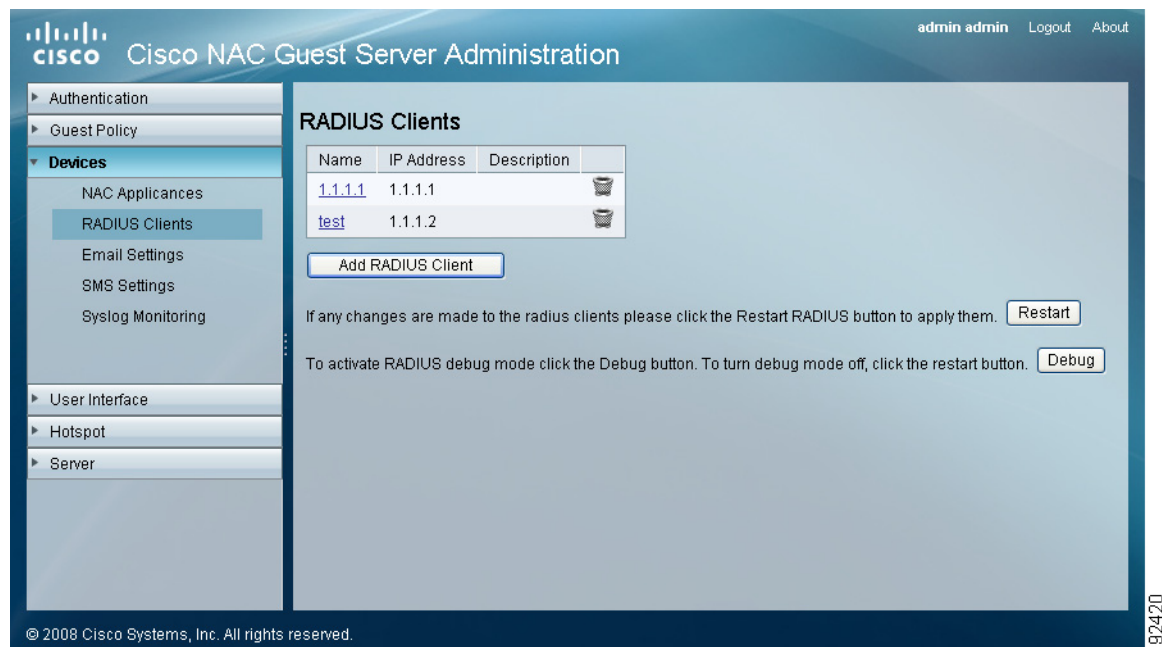 admin admin Logout About
CISCO Cisco NAC Guest Server Administration
Authentication
Guest Policy
Devices
NAC Applicances
RADIUS Clients
Email Settings
SMS Settings
Syslog Monitoring
User Interface
Hotspot
Server
RADIUS Clients
Name IP Address Description
1.1.1.1 1.1.1.1
test 1.1.1.2
Add RADIUS Client
If any changes are made to the radius clients please click the Restart RADIUS button to apply them. Restart
To activate RADIUS debug mode click the Debug button. To turn debug mode off, click the restart button. Debug
© 2008 Cisco Systems, Inc. All rights reserved.
92420